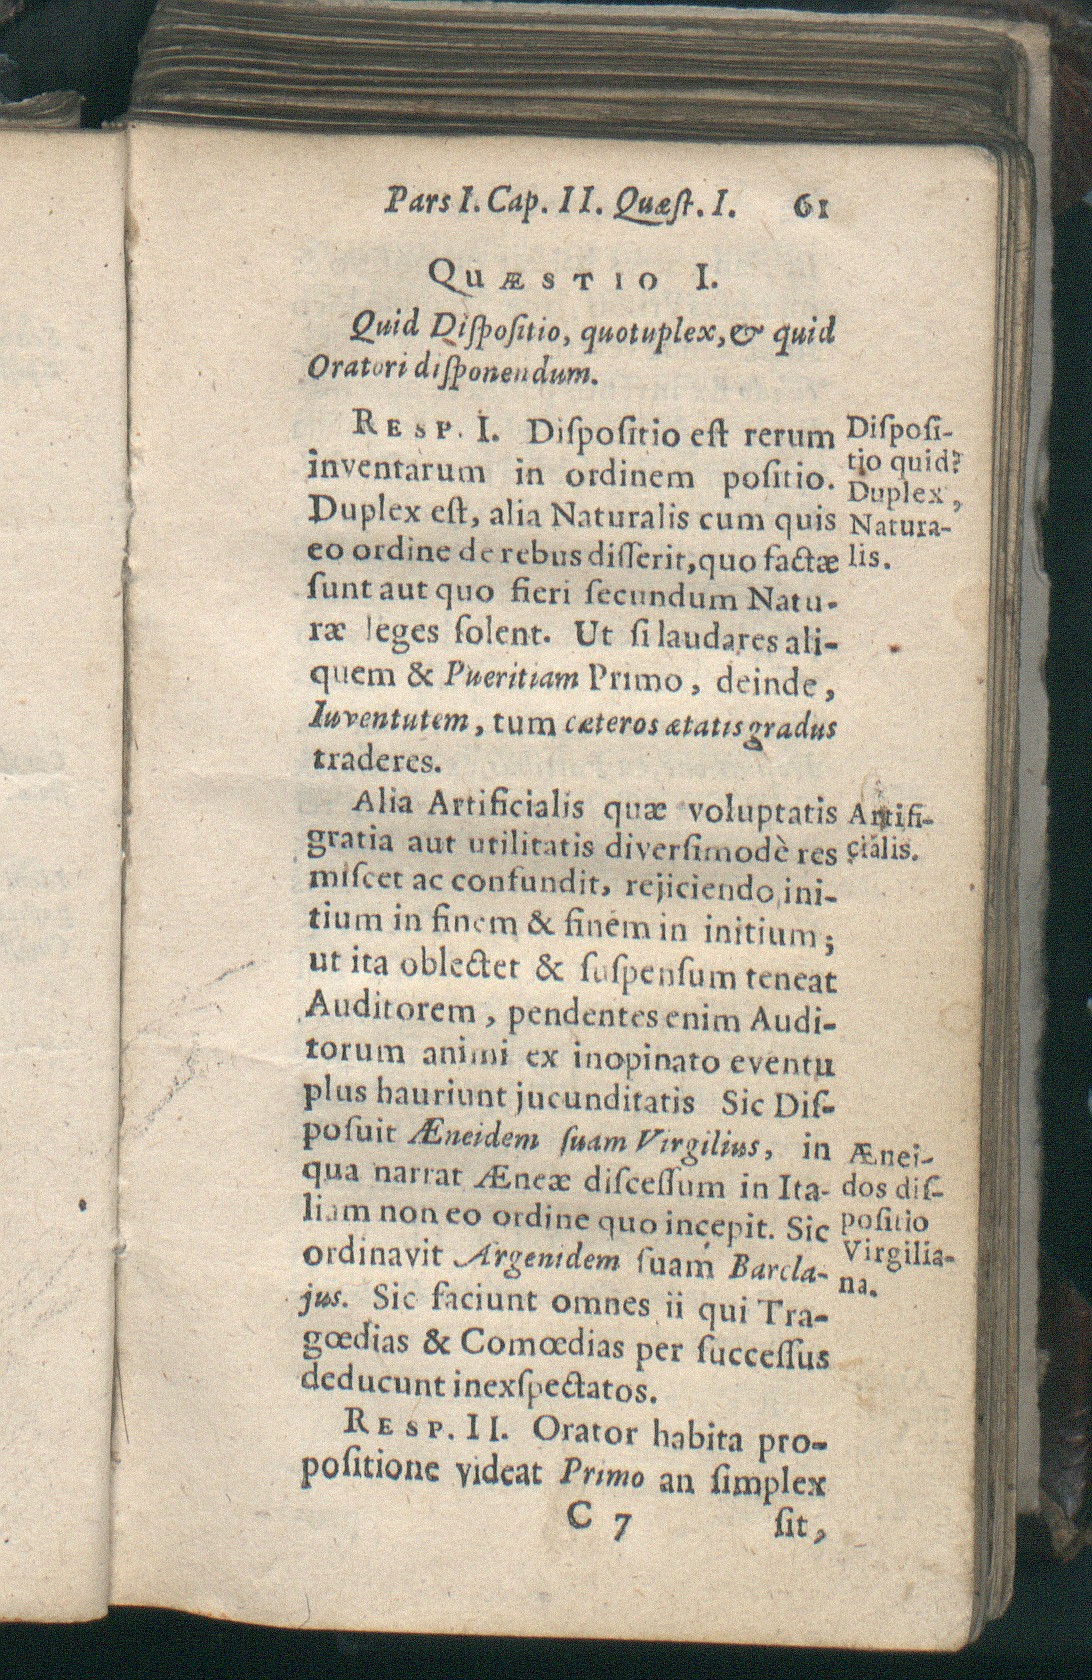 Pars I. Cap. II. Quæſt. I. 61
QUÆSTIO I.
Quid Diſpoſitio, quotuplex, & quid
Oratori diſponendum.
RESP. I. Diſpoſitio eſt rerum
inventarum in ordinem poſitio.
Duplex eſt, alia Naturalis cum quis
eo ordine de rebus diſſerit, quo factæ
ſunt aut quo fieri ſecundum Natu-
ræ leges ſolent. Ut ſi laudares ali-
quem & Pueritiam Primo, deinde,
Iuventutem, tum cæteros ætatis gradus
traderes.
Alia Artificialis quæ voluptatis
gratia aut utilitatis diverſimodè res
miſcet ac confundit, rejiciendo ini-
tium in finem & finem in initium;
ut ita oblectet & ſuſpenſum teneat
Auditorem, pendentes enim Audi-
torum animi ex inopinato eventu
plus hauriunt jucunditatis Sic Diſ-
poſuit Æneidem ſuam Virgilius, in
qua narrat Æneæ diſceſſum in Ita-
liam non eo ordine quo incepit. Sic
ordinavit Argenidem ſuam Barcla-
jus. Sic faciunt omnes ii qui Tra-
gœdias & Comœdias per ſucceſſus
deducunt inexſpectatos.
RESP. II. Orator habita pro-
poſitione videat Primo an ſimplex
C 7 ſit,
Diſpoſi-
tio quid?
Duplex,
Natura-
lis.
Artifi-
cialis.
Ænei-
dos diſ-
poſitio
Virgilia-
na.